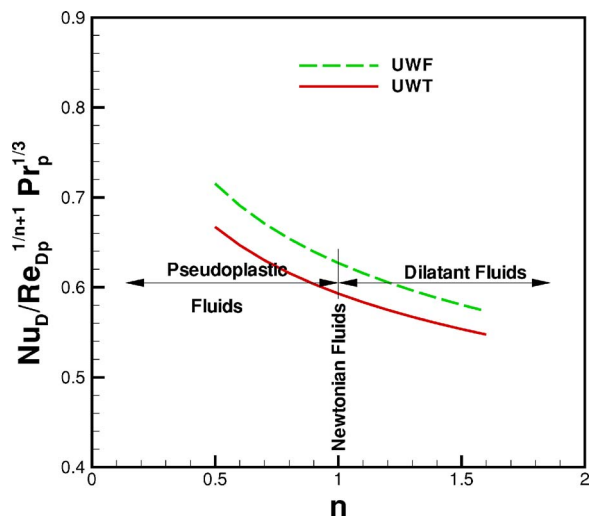 0.9
0.8
0.7
0.6
0.5
0.4
0
0.5
1
1.5
2
n
Nu_D/Re_Dp^1/n+1 Pr_p^1/3
UWF
UWT
Pseudoplastic
Fluids
Dilatant Fluids
Newtonian Fluids